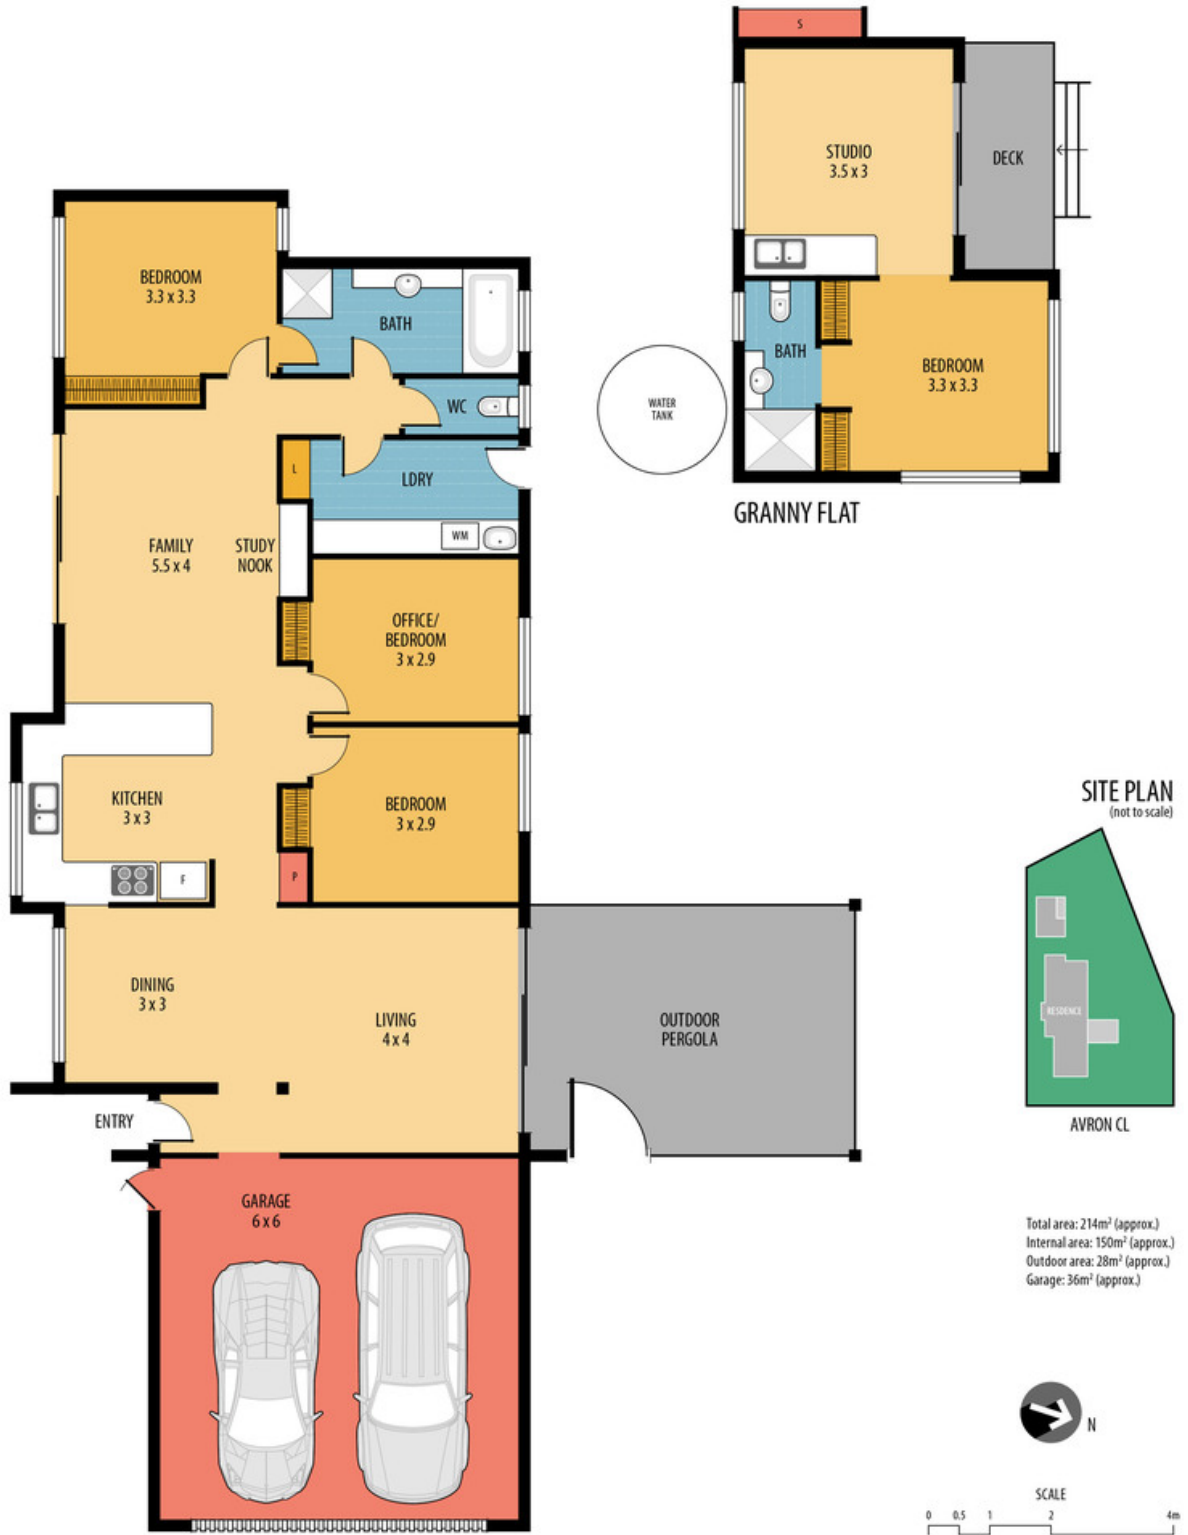 S
STUDIO
3.5 x 3
DECK
BEDROOM
3.3 x 3.3
BATH
BATH
BEDROOM
3.3 x 3.3
WC
WATER
TANK
L
LDRY
GRANNY FLAT
WM
FAMILY
5.5 x 4
STUDY
NOOK
OFFICE/
BEDROOM
3 x 2.9
KITCHEN
3 x 3
BEDROOM
3 x 2.9
SITE PLAN
(not to scale)
F
P
DINING
3 x 3
LIVING
4 x 4
OUTDOOR
PERGOLA
RESDENCE
AVRON CL
ENTRY
GARAGE
6 x 6
Total area: 214m² (approx.)
Internal area: 150m² (approx.)
Outdoor area: 28m² (approx.)
Garage: 36m² (approx.)
N
SCALE
0 0.5 1 2 4m